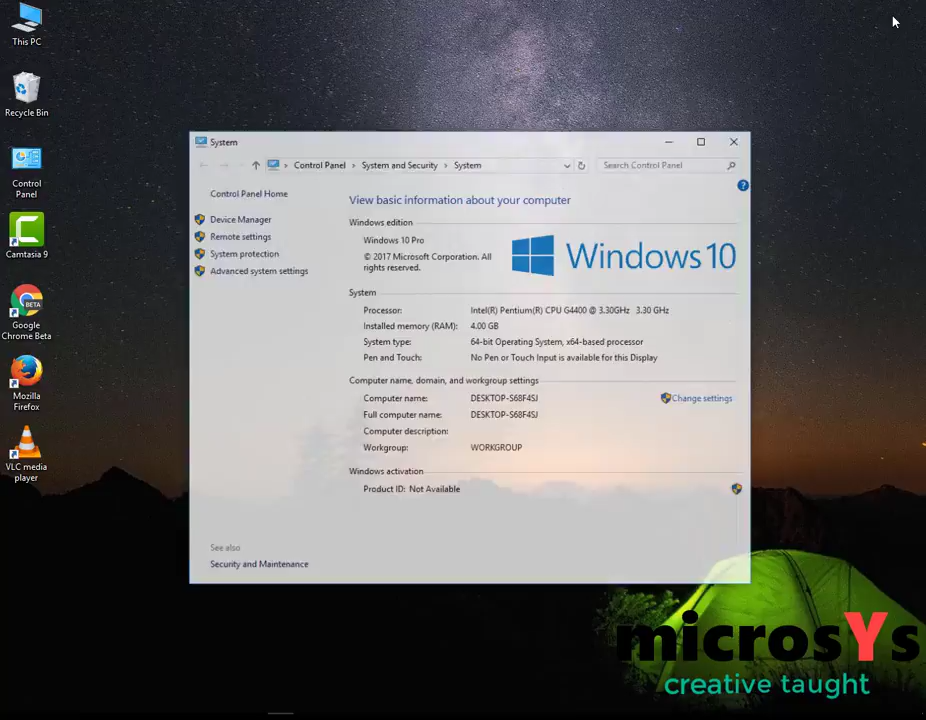 This PC
Recycle Bin
Control
Panel
Camtasia 9
BETA
Google
Chrome Beta
Mozilla
Firefox
VLC media
player
System
Control Panel › System and Security › System
Search Control Panel
Control Panel Home
Device Manager
Remote settings
System protection
Advanced system settings
See also
Security and Maintenance
?
View basic information about your computer
Windows edition
Windows 10 Pro
© 2017 Microsoft Corporation. All
rights reserved.
Windows 10
System
Processor: Intel(R) Pentium(R) CPU G4400 @ 3.30GHz 3.30 GHz
Installed memory (RAM): 4.00 GB
System type: 64-bit Operating System, x64-based processor
Pen and Touch: No Pen or Touch Input is available for this Display
Computer name, domain, and workgroup settings
Computer name: DESKTOP-S68F4SJ
Change settings
Full computer name: DESKTOP-S68F4SJ
Computer description:
Workgroup: WORKGROUP
Windows activation
Product ID: Not Available
microsYs
creative taught